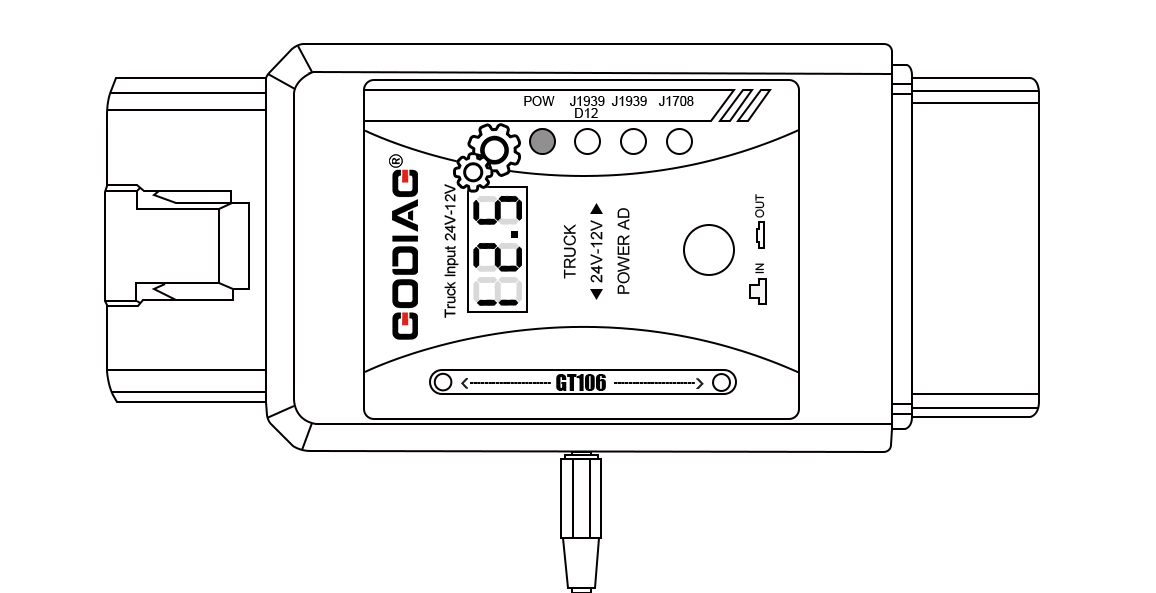 POW J1939 J1939 J1708
D12
GODIAG®
Truck Input 24V-12V
12.5
TRUCK
◄ 24V-12V ►
POWER AD
IN OUT
GT106